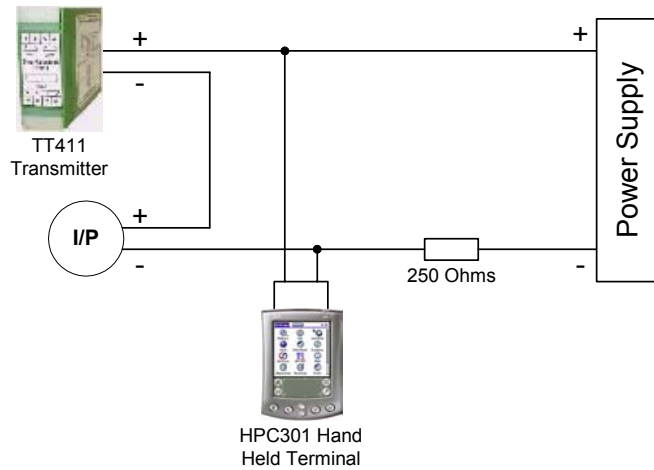 +
+
-
TT411
Transmitter
+
I/P
-
250 Ohms
-
Power Supply
HPC301 Hand
Held Terminal